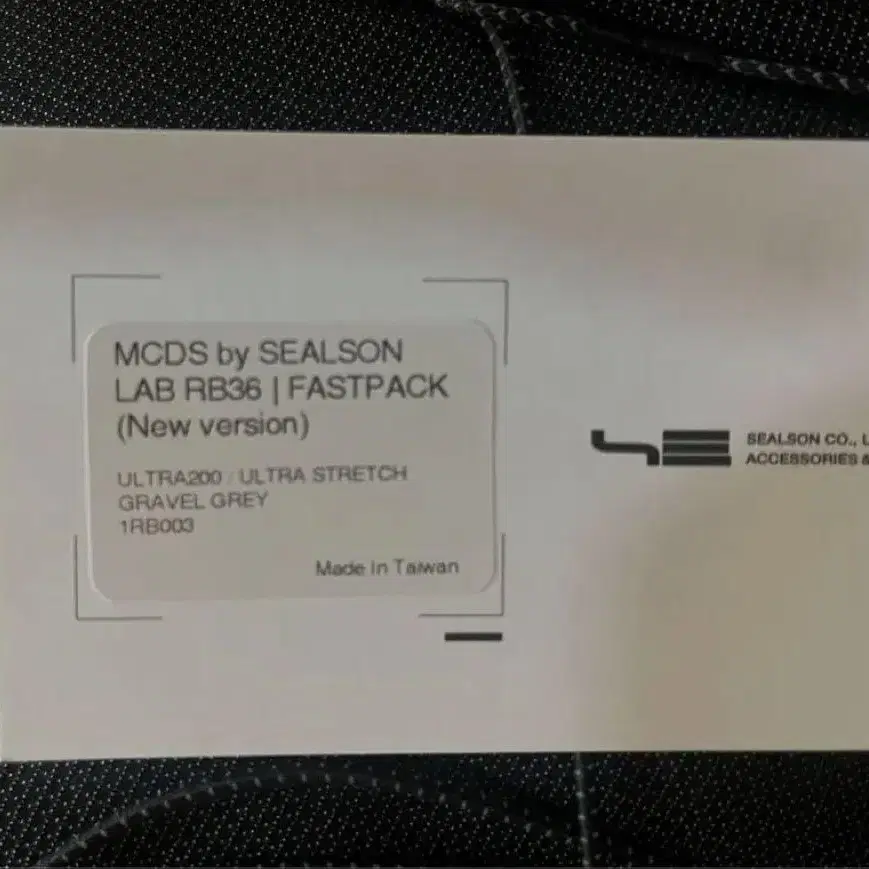 MCDS by SEALSON
LAB RB36 | FASTPACK
(New version)
ULTRA200 / ULTRA STRETCH
GRAVEL GREY
1RB003
Made in Taiwan
SEALSON CO., L
ACCESSORIES &